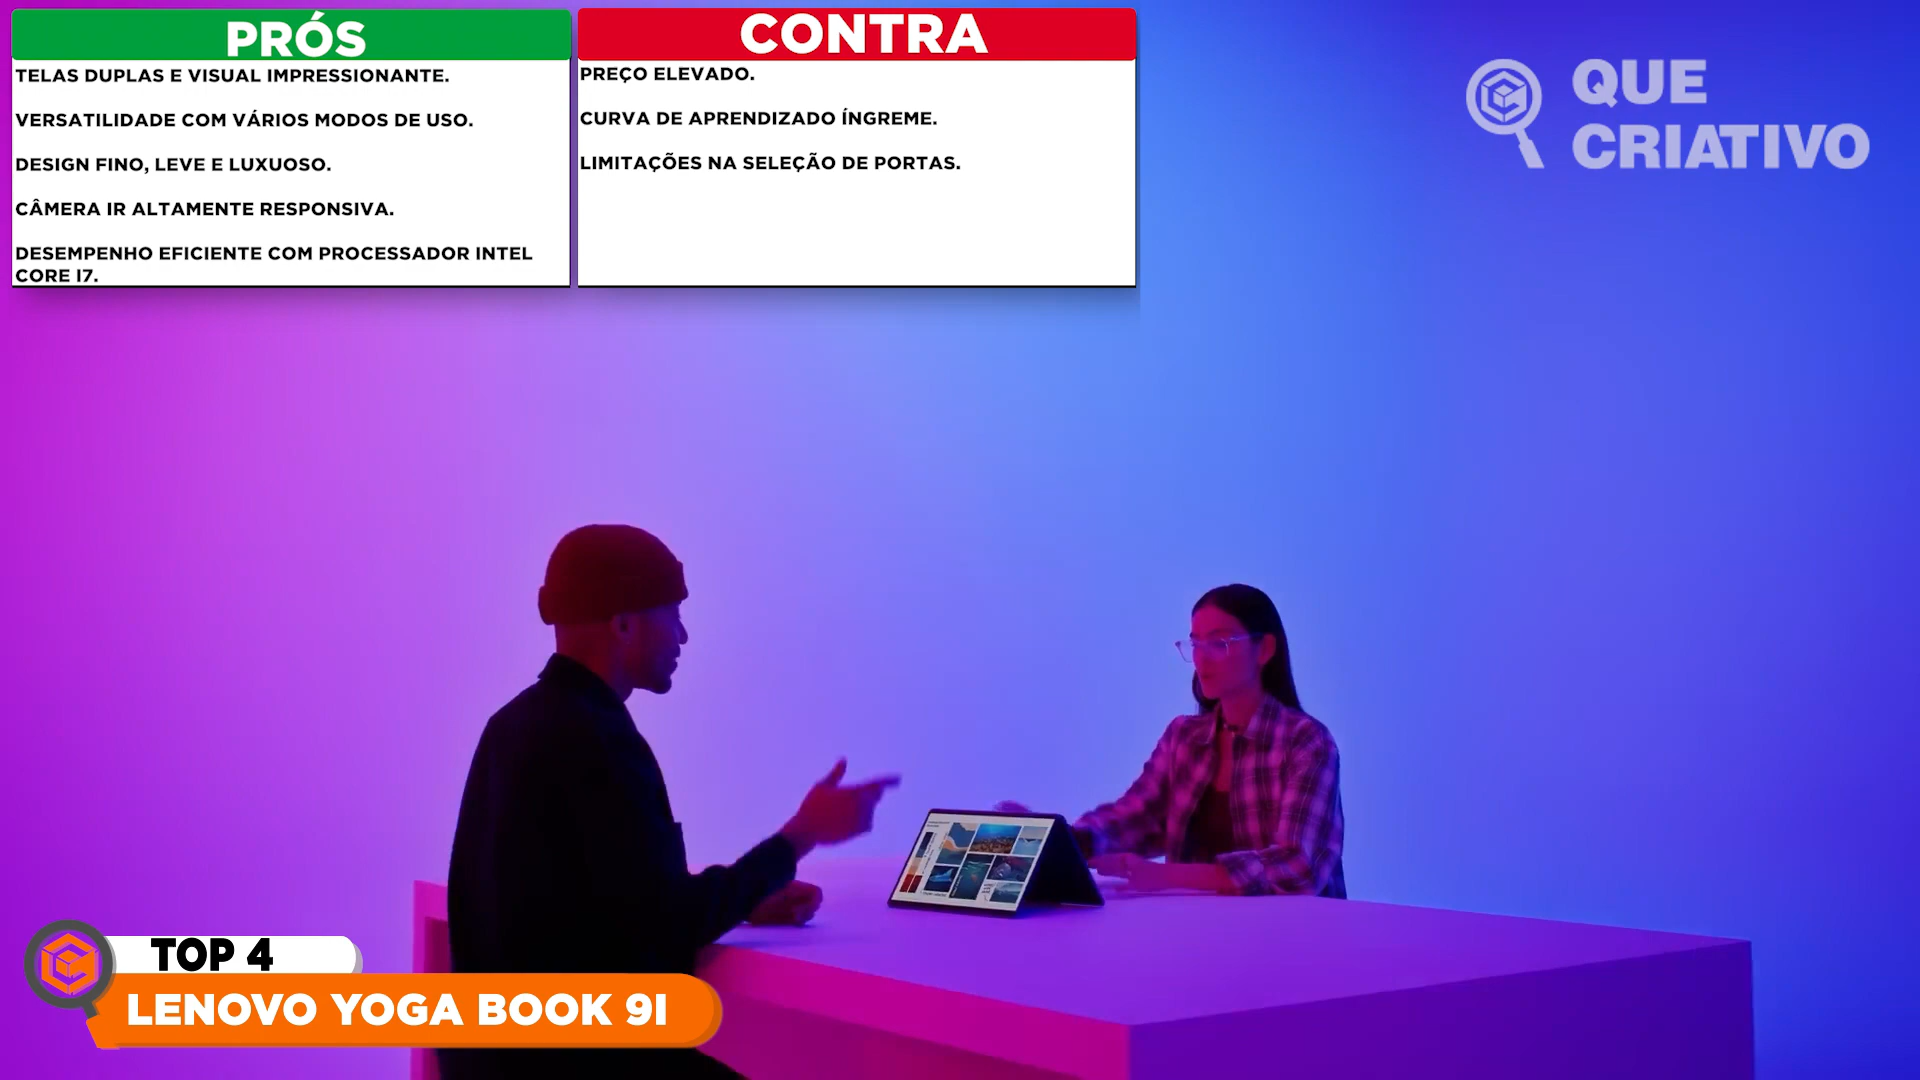 PRÓS
TELAS DUPLAS E VISUAL IMPRESSIONANTE.
VERSATILIDADE COM VÁRIOS MODOS DE USO.
DESIGN FINO, LEVE E LUXUOSO.
CÂMERA IR ALTAMENTE RESPONSIVA.
DESEMPENHO EFICIENTE COM PROCESSADOR INTEL
CORE I7.
CONTRA
PREÇO ELEVADO.
CURVA DE APRENDIZADO ÍNGREME.
LIMITAÇÕES NA SELEÇÃO DE PORTAS.
QUE
CRIATIVO
TOP 4
LENOVO YOGA BOOK 9I